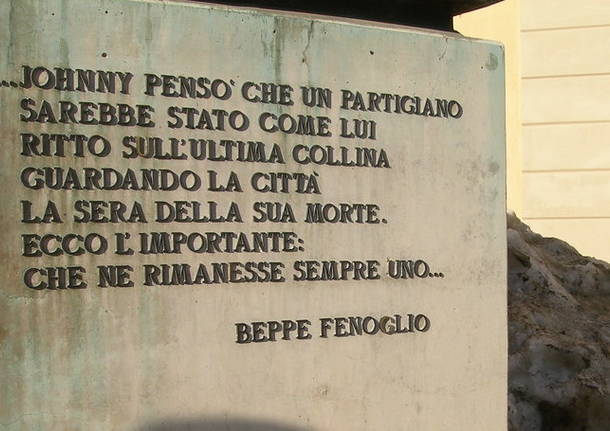 ...JOHNNY PENSO' CHE UN PARTIGIANO
SAREBBE STATO COME LUI
RITTO SULL'ULTIMA COLLINA
GUARDANDO LA CITTÀ
LA SERA DELLA SUA MORTE.
ECCO L'IMPORTANTE:
CHE NE RIMANESSE SEMPRE UNO...
BEPPE FENOGLIO